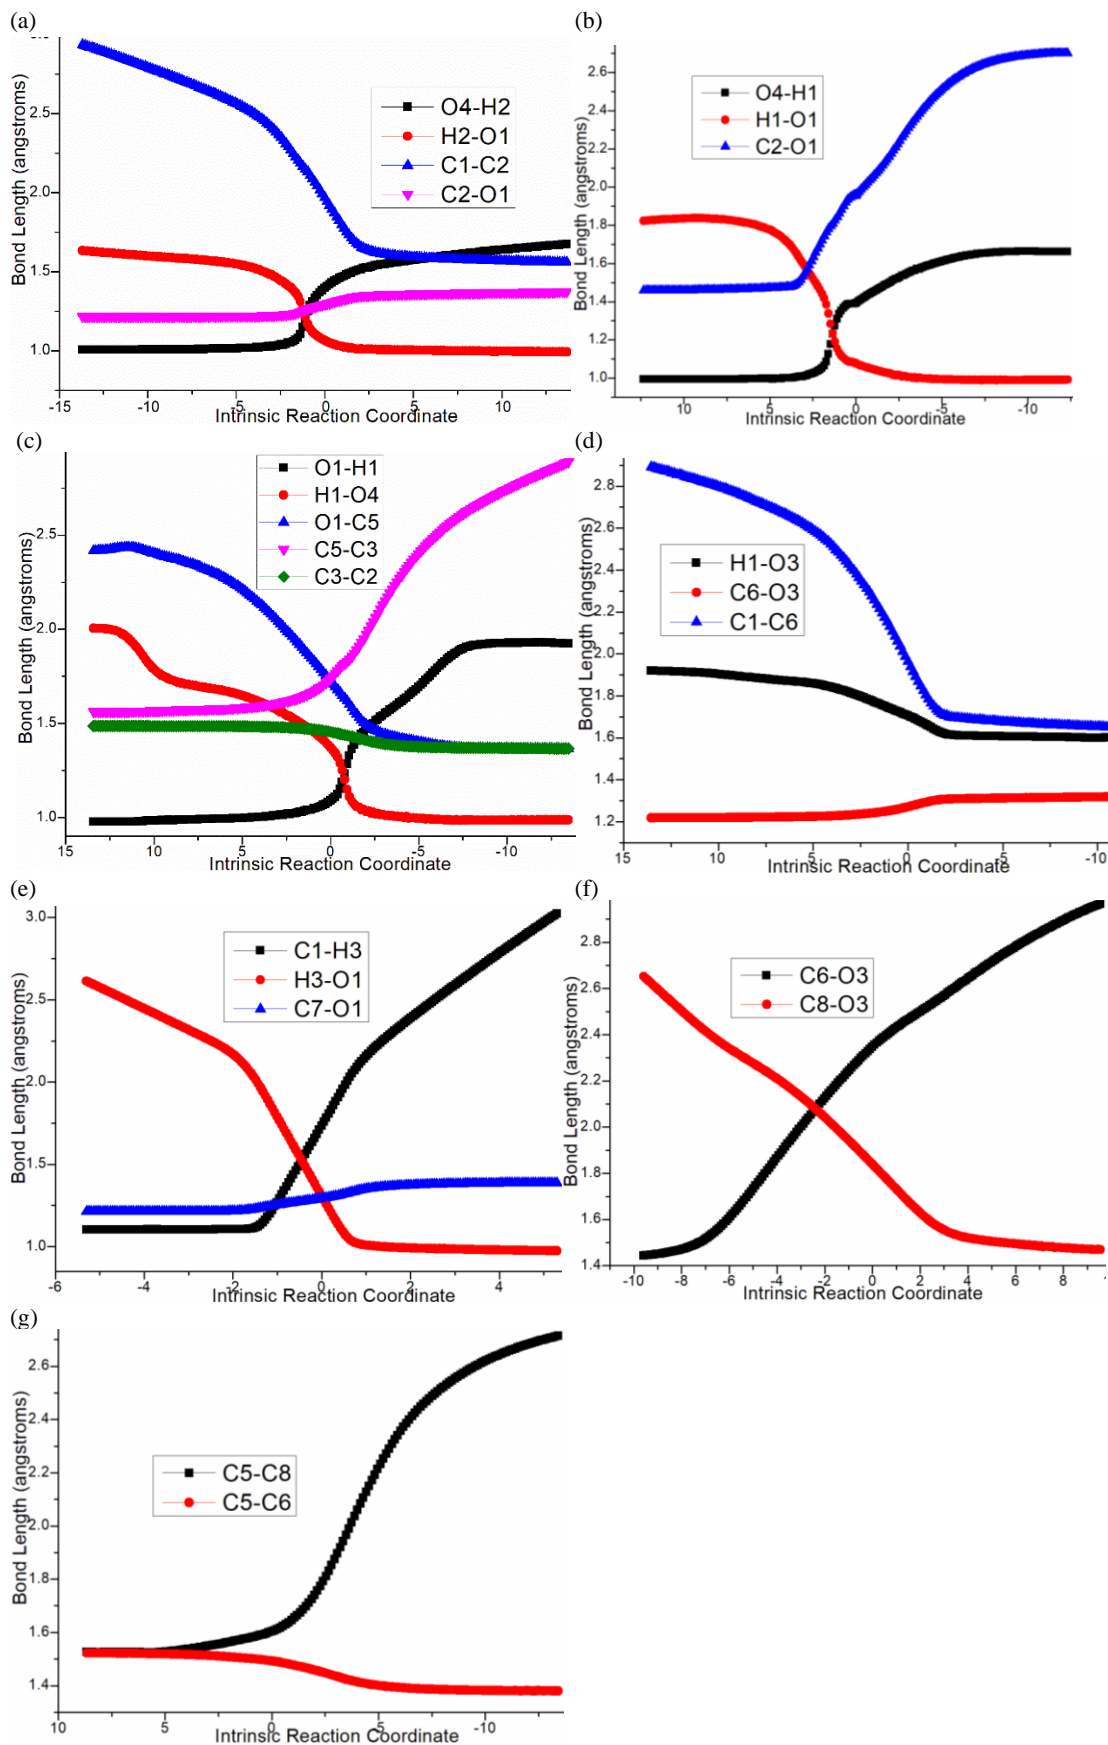 (a)
Bond Length (angstroms)
2.5
2.0
1.5
1.0
O4-H2
H2-O1
C1-C2
C2-O1
-15
-10
-5
0
5
10
Intrinsic Reaction Coordinate
(b)
Bond Length (angstroms)
2.6
2.4
2.2
2.0
1.8
1.6
1.4
1.2
1.0
O4-H1
H1-O1
C2-O1
10
5
0
-5
-10
Intrinsic Reaction Coordinate
(c)
Bond Length (angstroms)
2.5
2.0
1.5
1.0
O1-H1
H1-O4
O1-C5
C5-C3
C3-C2
15
10
5
0
-5
-10
Intrinsic Reaction Coordinate
(d)
Bond Length (angstroms)
2.8
2.6
2.4
2.2
2.0
1.8
1.6
1.4
1.2
H1-O3
C6-O3
C1-C6
15
10
5
0
-5
-10
Intrinsic Reaction Coordinate
(e)
Bond Length (angstroms)
3.0
2.5
2.0
1.5
1.0
C1-H3
H3-O1
C7-O1
-6
-4
-2
0
2
4
Intrinsic Reaction Coordinate
(f)
Bond Length (angstroms)
2.8
2.6
2.4
2.2
2.0
1.8
1.6
1.4
C6-O3
C8-O3
-10
-8
-6
-4
-2
0
2
4
6
8
Intrinsic Reaction Coordinate
(g)
Bond Length (angstroms)
2.6
2.4
2.2
2.0
1.8
1.6
1.4
C5-C8
C5-C6
10
5
0
-5
-10
Intrinsic Reaction Coordinate